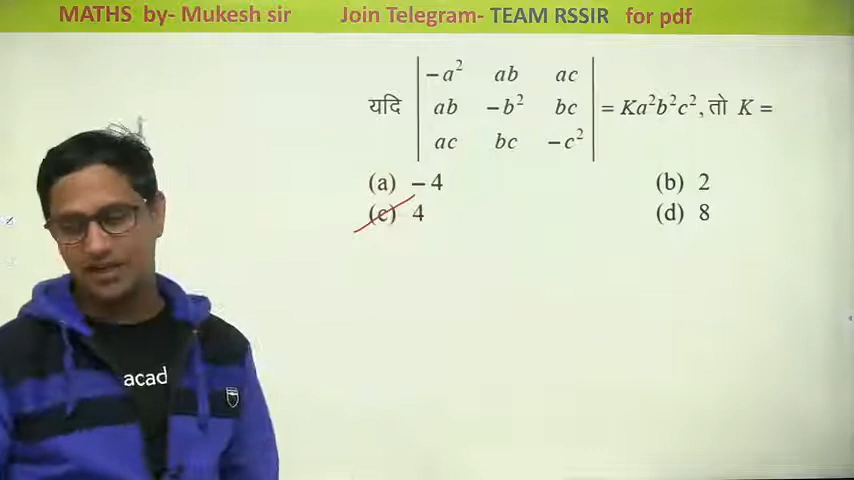 MATHS by- Mukesh sir Join Telegram- TEAM RSSIR for pdf
यदि | −a² ab ac |
| ab −b² bc | = Ka²b²c², तो K =
| ac bc −c² |
(a) −4 (b) 2
(c) 4 (d) 8
acad